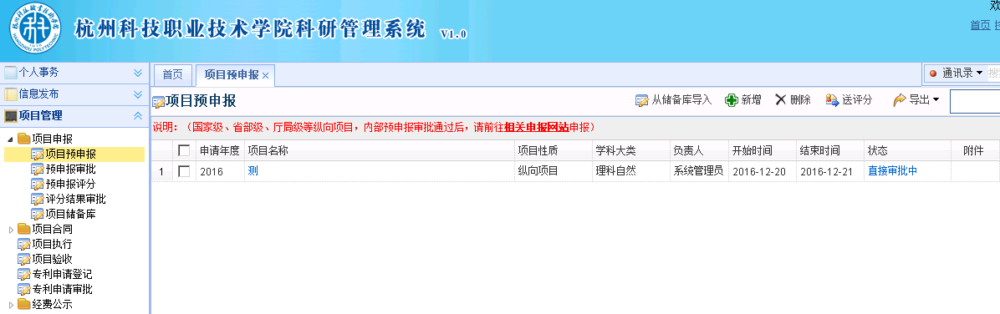 杭州科技职业技术学院科研管理系统 V1.0
首页
个人事务
信息发布
项目管理
项目申报
项目预申报
预申报审批
预申报评分
评分结果审批
项目储备库
项目合同
项目执行
项目验收
专利申请登记
专利申请审批
经费公示
首页 项目预申报 ×
通讯录
项目预申报
从储备库导入 新增 删除 送评分 导出
说明：（国家级、省部级、厅局级等纵向项目，内部预申报审批通过后，请前往相关申报网站申报）
申请年度 项目名称 项目性质 学科大类 负责人 开始时间 结束时间 状态 附件
1 2016 测 纵向项目 理科自然 系统管理员 2016-12-20 2016-12-21 直接审批中